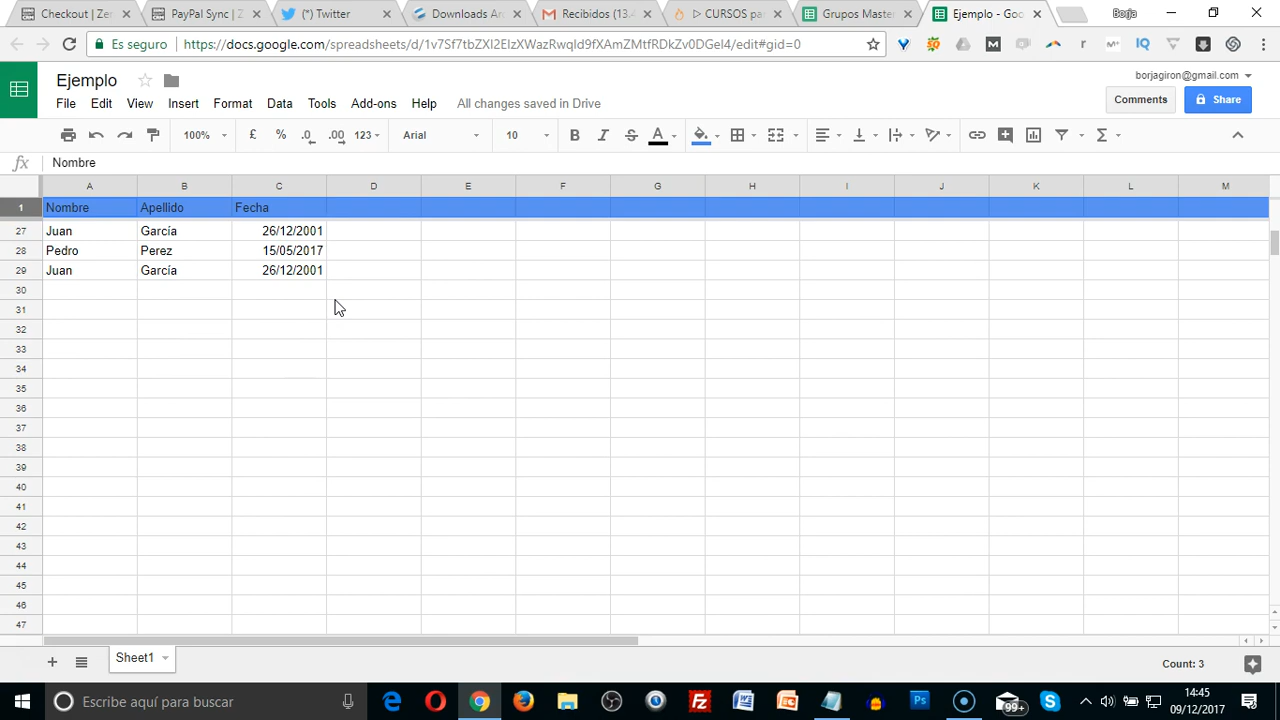 Checkout | Ze
PayPal Sync | Z
(*) Twitter
Downloads Ar
Recibidos (13.4
▷ CURSOS pa
Grupos Master
Ejemplo - Goo
Borja
Es seguro
https://docs.google.com/spreadsheets/d/1v7Sf7tbZXI2ElzXWazRwqId9fXAmZMtfRDkZv0DGeI4/edit#gid=0
Ejemplo
borjagiron@gmail.com
File Edit View Insert Format Data Tools Add-ons Help All changes saved in Drive
Comments
Share
100% £ % .0 .00 123 Arial 10 B I S A Σ
fx Nombre
A B C D E F G H I J K L M
1 Nombre Apellido Fecha
27 Juan García 26/12/2001
28 Pedro Perez 15/05/2017
29 Juan García 26/12/2001
30
31
32
33
34
35
36
37
38
39
40
41
42
43
44
45
46
47
Sheet1
Count: 3
Escribe aquí para buscar
99+
14:45
09/12/2017